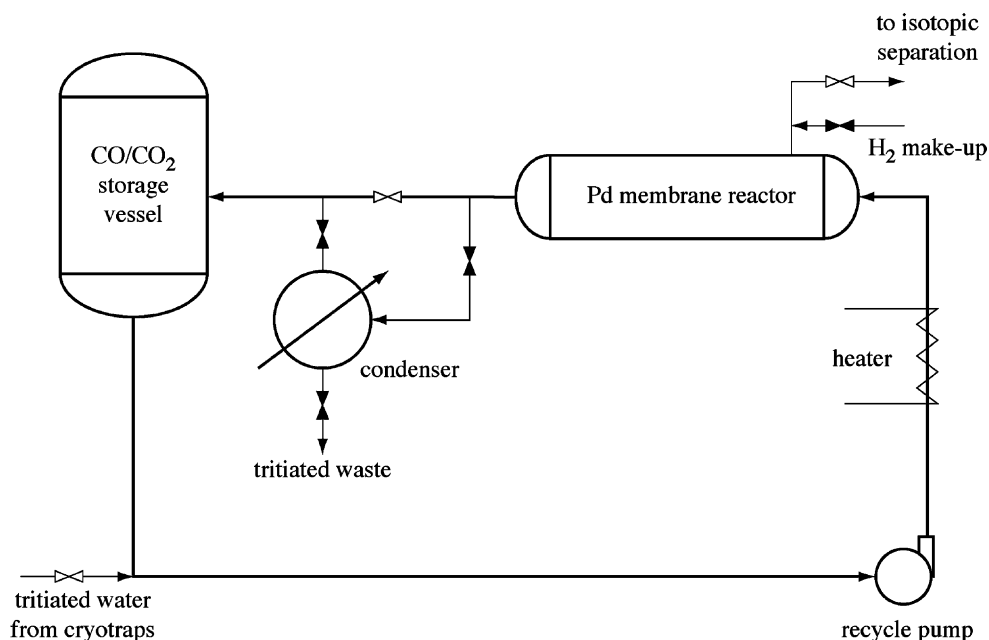 to isotopic
separation
H2 make-up
CO/CO2
storage
vessel
Pd membrane reactor
heater
condenser
tritiated waste
tritiated water
from cryotraps
recycle pump